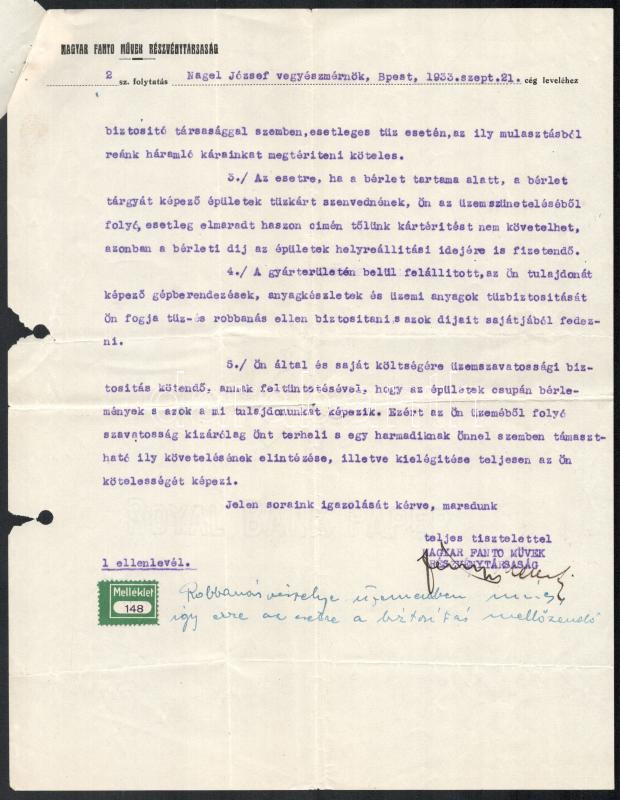 MAGYAR FANTO MŰVEK RÉSZVÉNYTÁRSASÁG
2 sz. folytatás Nagel József vegyészmérnök, Bpest, 1933.szept.21. cég leveléhez
biztositó társasággal szemben,esetleges tüz esetén,az ily mulasztásból
reánk háramló kárainkat megtériteni köteles.
3./ Az esetre, ha a bérlet tartama alatt, a bérlet
tárgyát képező épületek tüzkárt szenvednének, ön az üzemszüneteléséből
folyó, esetleg elmaradt haszon cimén tőlünk kártéritést nem követelhet,
azonban a bérleti dij az épületek helyreállitási idejére is fizetendő.
4./ A gyárterületén belül felállitott,az ön tulajdonát
képező gépberendezések, anyagkészletek és üzemi anyagok tüzbiztositását
Ön fogja tüz-és robbanás ellen biztositani,s azok dijait sajátjából fedez-
ni.
5./ Ön által és saját költségére üzemszavatossági biz-
tositás kötendő, annak feltüntetésével, hogy az épületek csupán bérle-
mények s azok a mi tulajdonunkat képezik. Ezért az Ön üzeméből folyó
szavatosság kizárólag önt terheli s egy harmadiknak önnel szemben támaszt-
ható ily követelésének elintézése, illetve kielégitése teljesen az Ön
kötelességét képezi.
Jelen soraink igazolását kérve, maradunk
teljes tisztelettel
MAGYAR FANTO MŰVEK
RÉSZVÉNYTÁRSASÁG
1 ellenlevél.
Melléklet
148
Robbanásveszélye üzememben nincs,
így erre az esetre a biztosítás mellőzendő